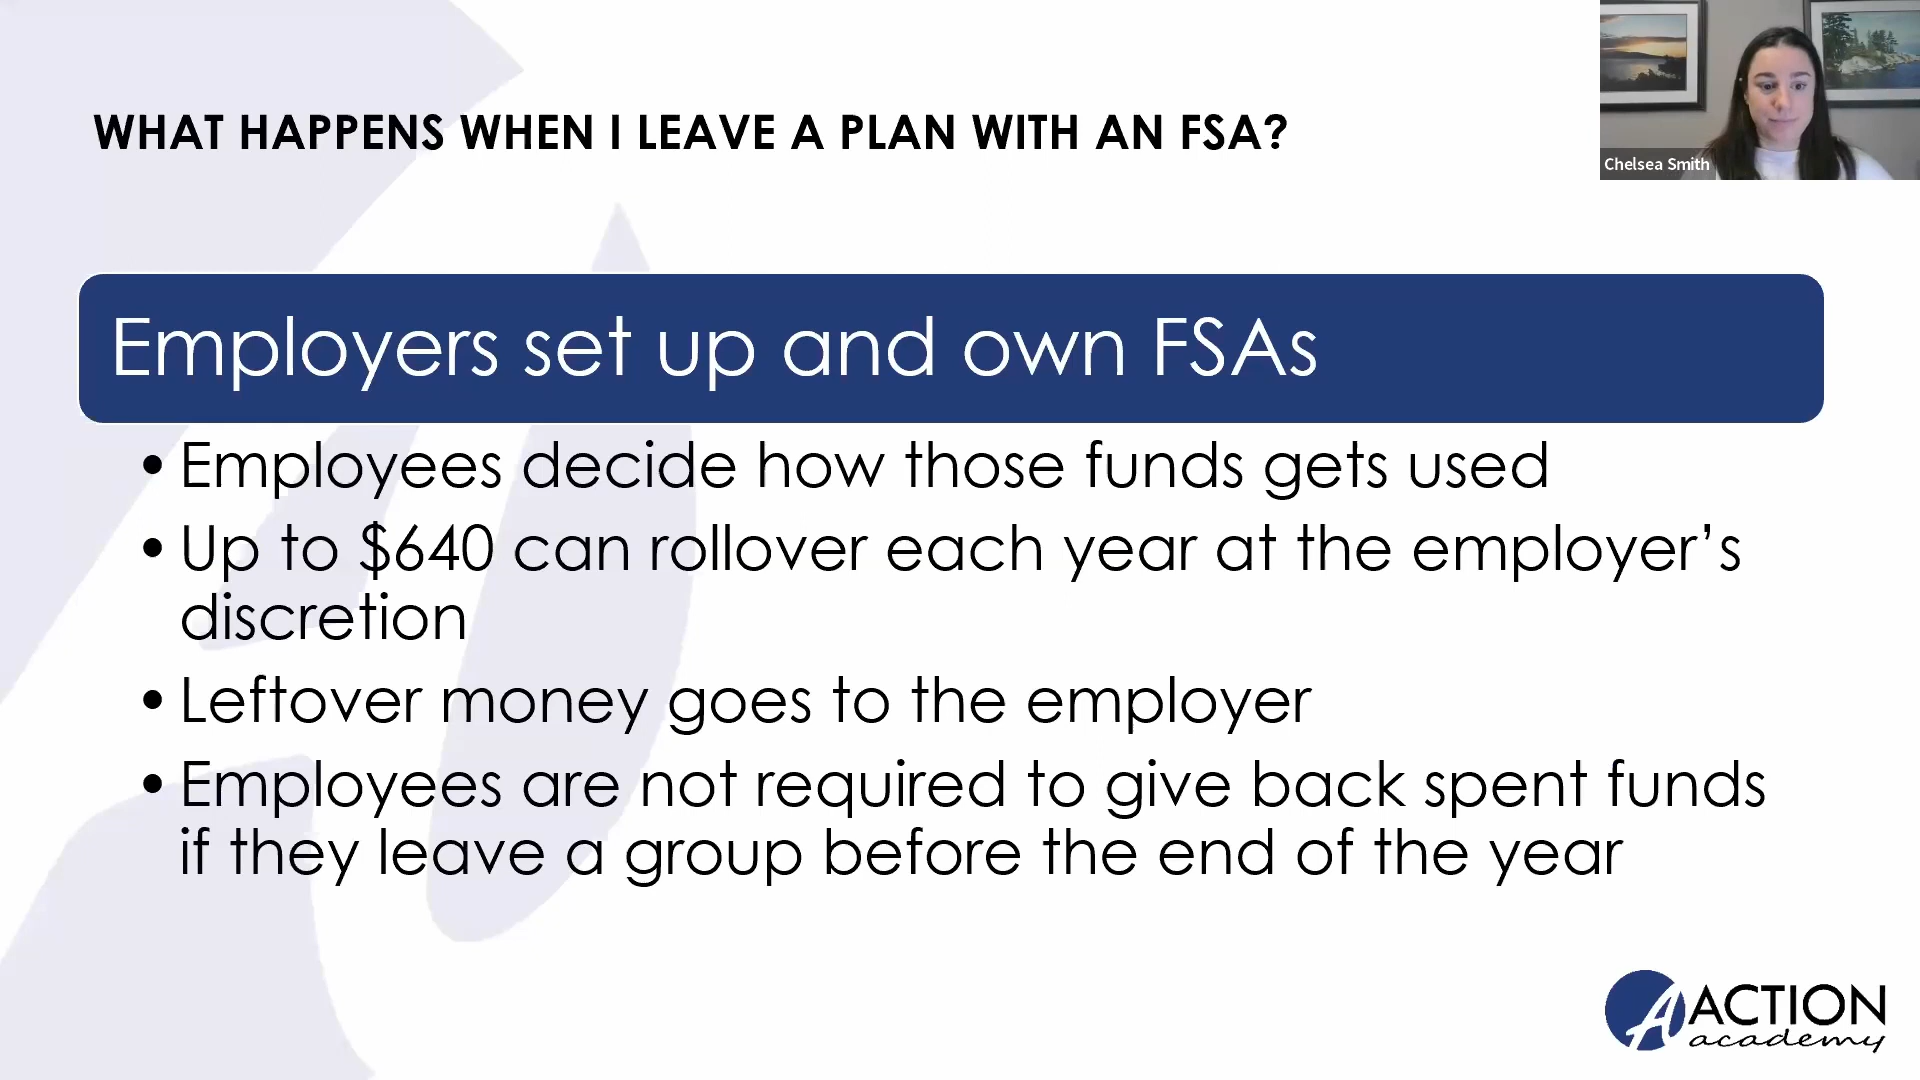 WHAT HAPPENS WHEN I LEAVE A PLAN WITH AN FSA?
Chelsea Smith
Employers set up and own FSAs
• Employees decide how those funds gets used
• Up to $640 can rollover each year at the employer’s
discretion
• Leftover money goes to the employer
• Employees are not required to give back spent funds
if they leave a group before the end of the year
A ACTION
academy